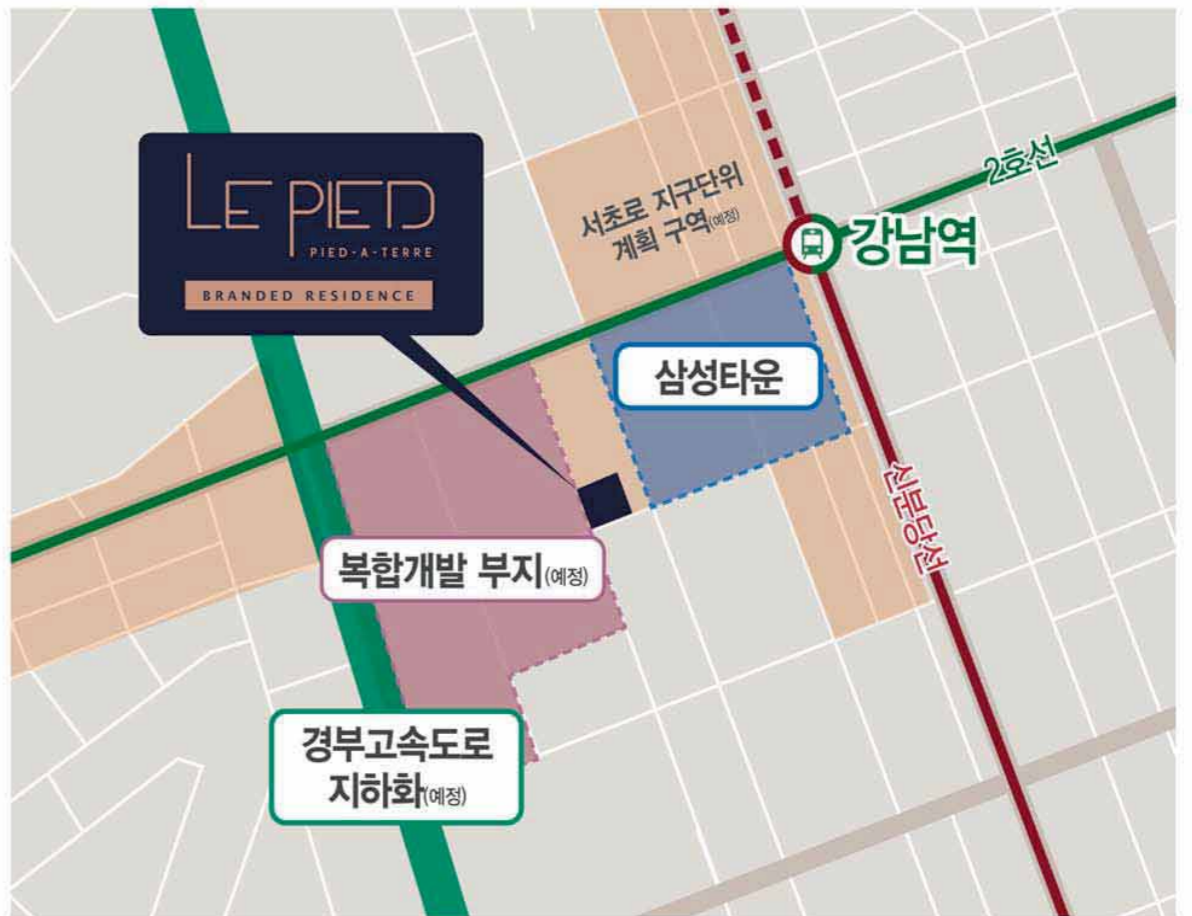 LE PIED
PIED-A-TERRE
BRANDED RESIDENCE
서초로 지구단위
계획 구역(예정)
2호선
강남역
삼성타운
신분당선
복합개발 부지(예정)
경부고속도로
지하화(예정)